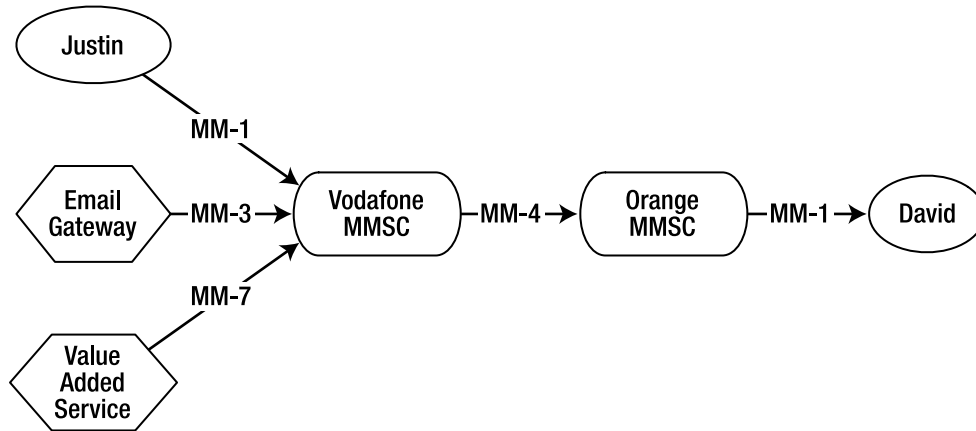 Justin
MM-1
Email
Gateway
MM-3
Vodafone
MMSC
MM-4
Orange
MMSC
MM-1
David
MM-7
Value
Added
Service